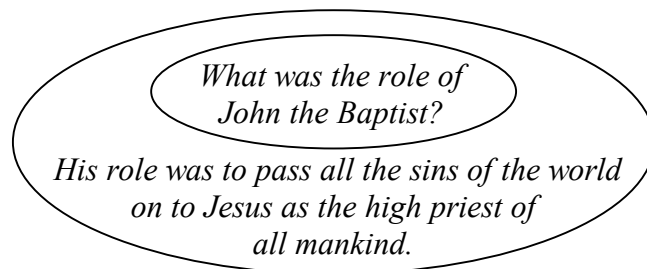 What was the role of
John the Baptist?
His role was to pass all the sins of the world
on to Jesus as the high priest of
all mankind.